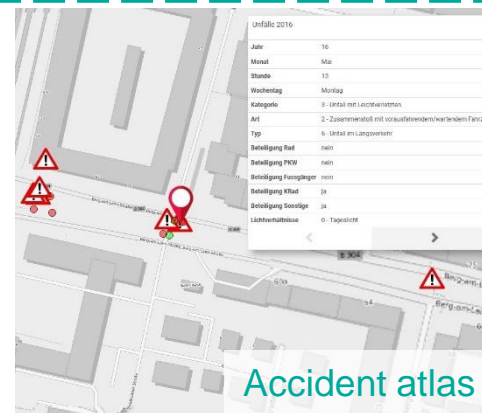 Unfälle 2016
Jahr 16
Monat Mai
Stunde 13
Wochentag Montag
Kategorie 3 - Unfall mit Leichtverletzten
Art 2 - Zusammenstoß mit vorausfahrendem/wartendem Fahrz
Typ 6 - Unfall im Längsverkehr
Beteiligung Rad nein
Beteiligung PKW nein
Beteiligung Fussgänger nein
Beteiligung KRad ja
Beteiligung Sonstige ja
Lichtverhältnisse 0 - Tageslicht
B 304
Accident atlas